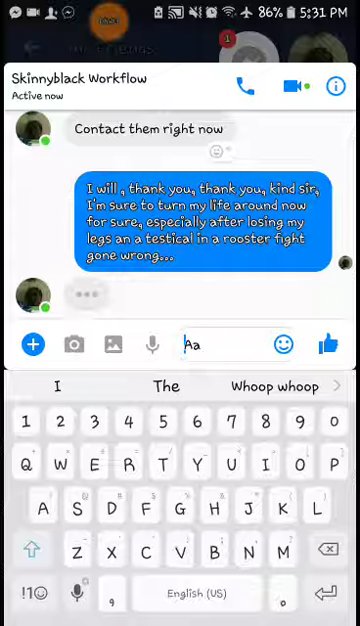 86% 5:31 PM
1
Skinnyblack Workflow
Active now
Contact them right now
I will , thank you, thank you, kind sir,
I'm sure to turn my life around now
for sure, especially after losing my
legs an a testical in a rooster fight
gone wrong...
Aa
I The Whoop whoop
1 2 3 4 5 6 7 8 9 0
Q W E R T Y U I O P
A S D F G H J K L
Z X C V B N M
!1☺ , English (US) .